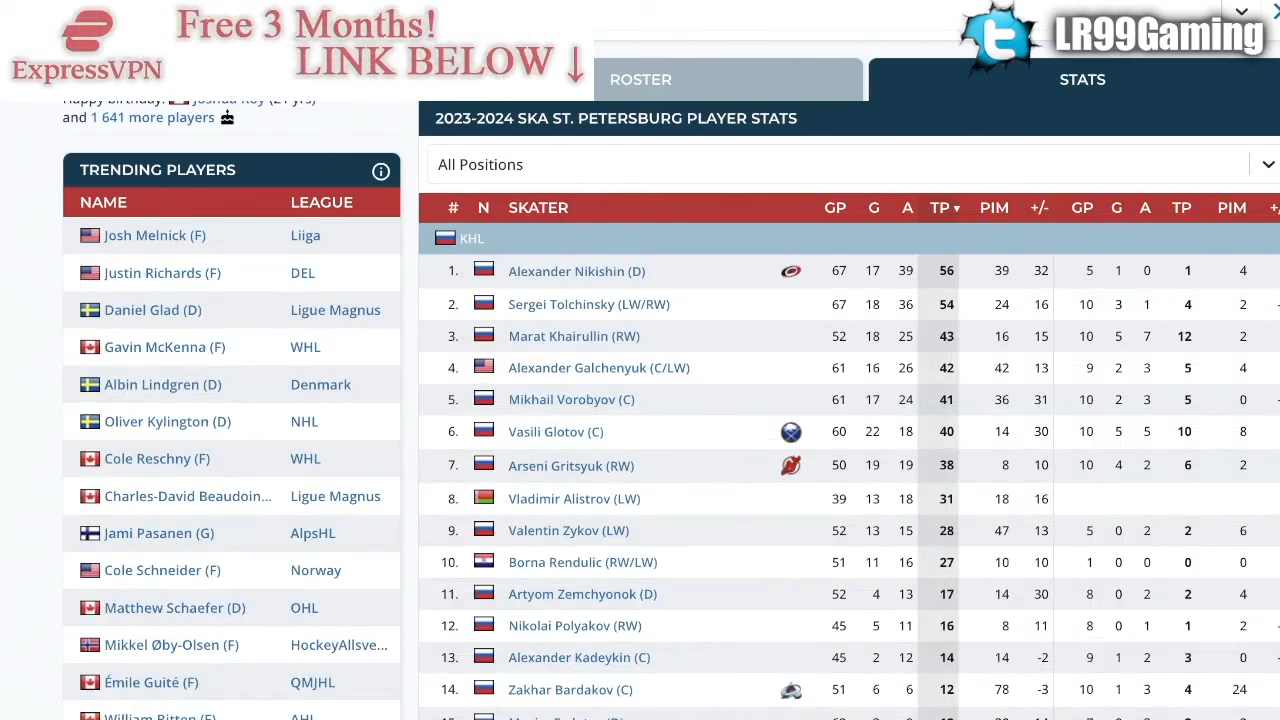 Free 3 Months!
LINK BELOW ↓
ExpressVPN
LR99Gaming
ROSTER
STATS
Happy birthday: Joshua Roy (21 yrs)
and 1 641 more players
TRENDING PLAYERS
NAME LEAGUE
Josh Melnick (F) Liiga
Justin Richards (F) DEL
Daniel Glad (D) Ligue Magnus
Gavin McKenna (F) WHL
Albin Lindgren (D) Denmark
Oliver Kylington (D) NHL
Cole Reschny (F) WHL
Charles-David Beaudoin... Ligue Magnus
Jami Pasanen (G) AlpsHL
Cole Schneider (F) Norway
Matthew Schaefer (D) OHL
Mikkel Øby-Olsen (F) HockeyAllsve...
Émile Guité (F) QMJHL
William Bitten (F) AHL
2023-2024 SKA ST. PETERSBURG PLAYER STATS
All Positions
# N SKATER GP G A TP ▼ PIM +/- GP G A TP PIM +/
KHL
1. Alexander Nikishin (D) 67 17 39 56 39 32 5 1 0 1 4
2. Sergei Tolchinsky (LW/RW) 67 18 36 54 24 16 10 3 1 4 2 -
3. Marat Khairullin (RW) 52 18 25 43 16 15 10 5 7 12 2
4. Alexander Galchenyuk (C/LW) 61 16 26 42 42 13 9 2 3 5 4
5. Mikhail Vorobyov (C) 61 17 24 41 36 31 10 2 3 5 0 -
6. Vasili Glotov (C) 60 22 18 40 14 30 10 5 5 10 8
7. Arseni Gritsyuk (RW) 50 19 19 38 8 10 10 4 2 6 2
8. Vladimir Alistrov (LW) 39 13 18 31 18 16
9. Valentin Zykov (LW) 52 13 15 28 47 13 5 0 2 2 6
10. Borna Rendulic (RW/LW) 51 11 16 27 10 10 1 0 0 0 0
11. Artyom Zemchyonok (D) 52 4 13 17 14 30 8 0 2 2 4
12. Nikolai Polyakov (RW) 45 5 11 16 8 11 8 0 1 1 2 -
13. Alexander Kadeykin (C) 45 2 12 14 14 -2 9 1 2 3 0 -
14. Zakhar Bardakov (C) 51 6 6 12 78 -3 10 1 3 4 24